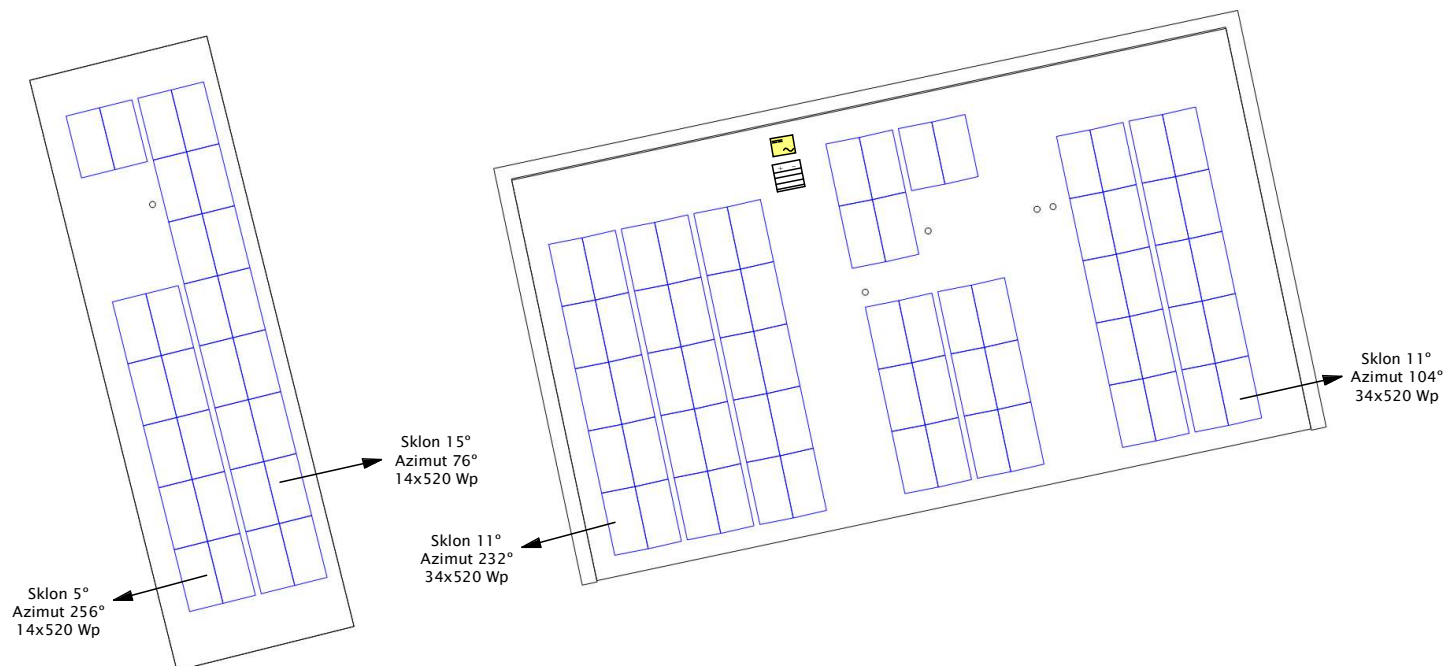 Sklon 15°
Azimut 76°
14x520 Wp
Sklon 5°
Azimut 256°
14x520 Wp
Sklon 11°
Azimut 232°
34x520 Wp
Sklon 11°
Azimut 104°
34x520 Wp